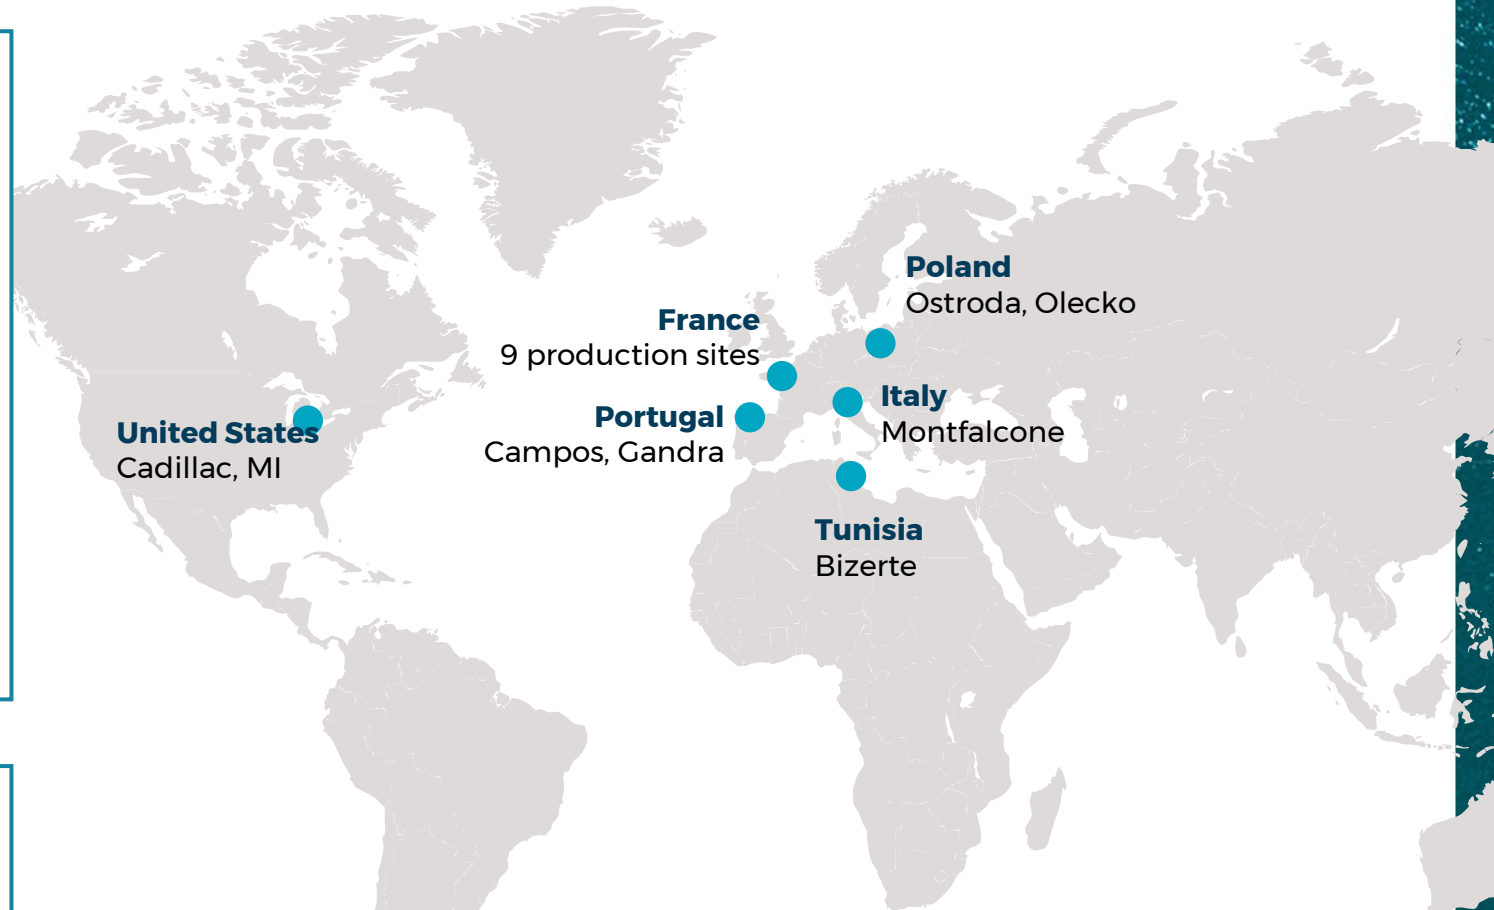 Poland
Ostroda, Olecko
France
9 production sites
Italy
Montfalcone
Portugal
Campos, Gandra
United States
Cadillac, MI
Tunisia
Bizerte